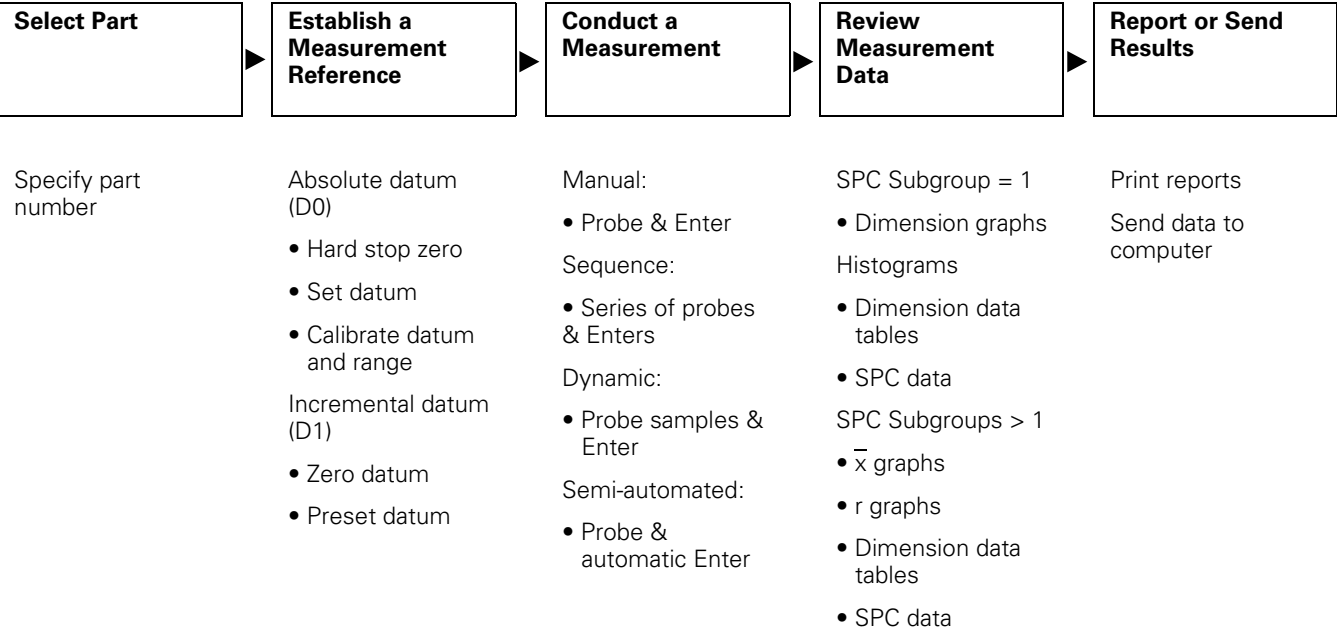 Select Part
Establish a
Measurement
Reference
Conduct a
Measurement
Review
Measurement
Data
Report or Send
Results
Specify part
number
Absolute datum
(D0)
• Hard stop zero
• Set datum
• Calibrate datum
and range
Incremental datum
(D1)
• Zero datum
• Preset datum
Manual:
• Probe & Enter
Sequence:
• Series of probes
& Enters
Dynamic:
• Probe samples &
Enter
Semi-automated:
• Probe &
automatic Enter
SPC Subgroup = 1
• Dimension graphs
Histograms
• Dimension data
tables
• SPC data
SPC Subgroups > 1
• x̅ graphs
• r graphs
• Dimension data
tables
• SPC data
Print reports
Send data to
computer